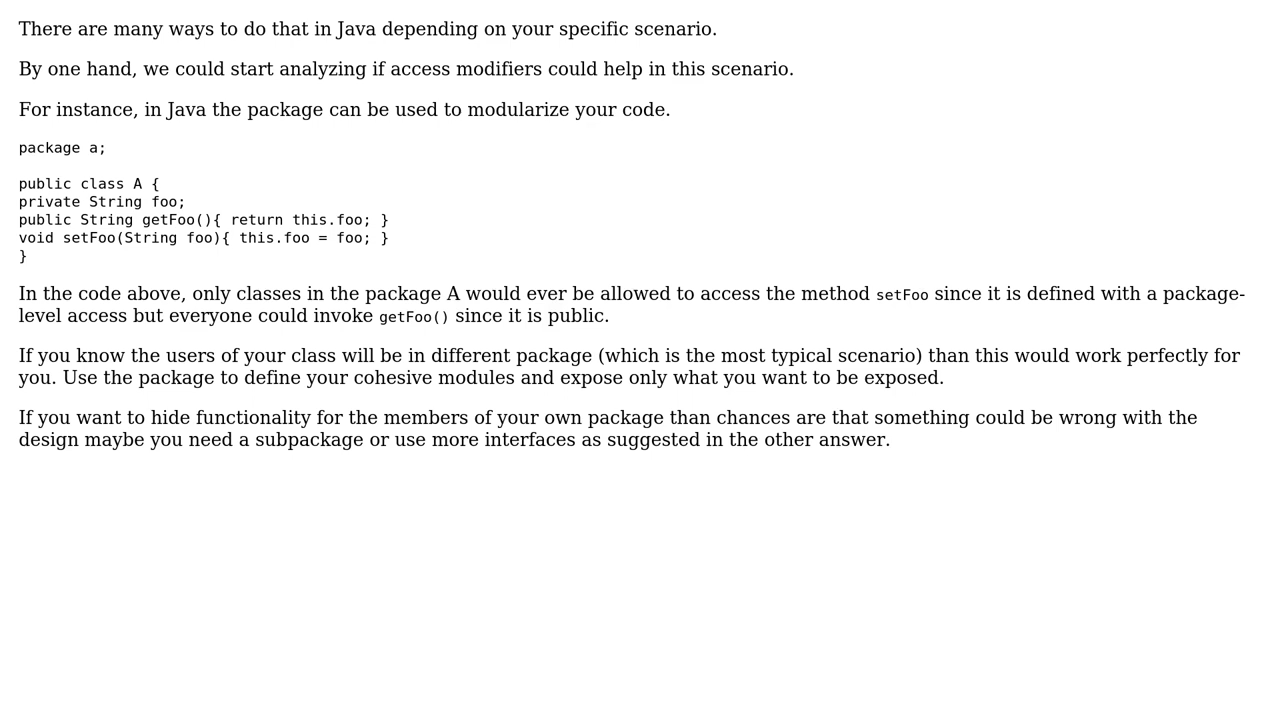 There are many ways to do that in Java depending on your specific scenario.
By one hand, we could start analyzing if access modifiers could help in this scenario.
For instance, in Java the package can be used to modularize your code.
package a;
public class A {
private String foo;
public String getFoo(){ return this.foo; }
void setFoo(String foo){ this.foo = foo; }
}
In the code above, only classes in the package A would ever be allowed to access the method setFoo since it is defined with a package-
level access but everyone could invoke getFoo() since it is public.
If you know the users of your class will be in different package (which is the most typical scenario) than this would work perfectly for
you. Use the package to define your cohesive modules and expose only what you want to be exposed.
If you want to hide functionality for the members of your own package than chances are that something could be wrong with the
design maybe you need a subpackage or use more interfaces as suggested in the other answer.